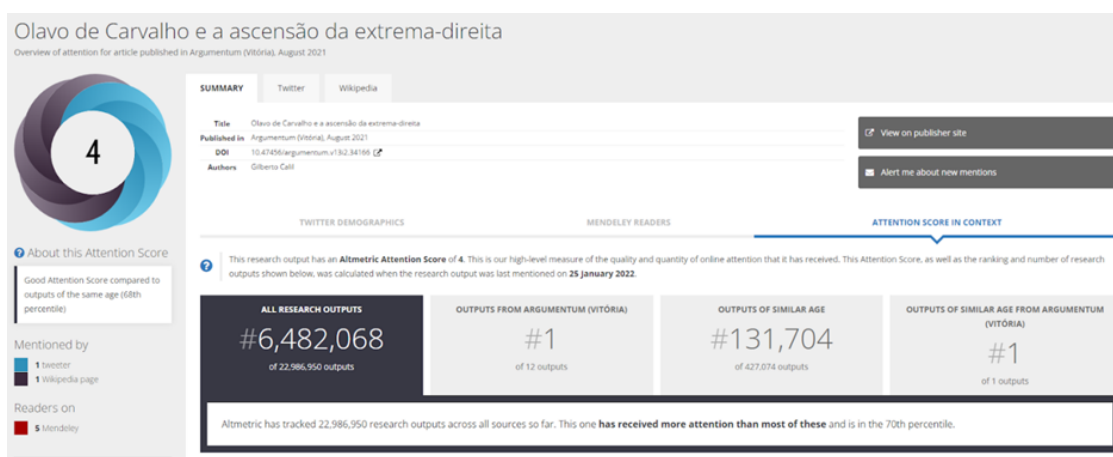 Olavo de Carvalho e a ascensão da extrema-direita
Overview of attention for article published in Argumentum (Vitória), August 2021
4
About this Attention Score
Good Attention Score compared to
outputs of the same age (68th
percentile)
Mentioned by
1 tweeter
1 Wikipedia page
Readers on
5 Mendeley
SUMMARY Twitter Wikipedia
Title Olavo de Carvalho e a ascensão da extrema-direita
Published in Argumentum (Vitória), August 2021
DOI 10.47456/argumentum.v13i2.34166
Authors Gilberto Calil
View on publisher site
Alert me about new mentions
TWITTER DEMOGRAPHICS MENDELEY READERS ATTENTION SCORE IN CONTEXT
This research output has an Altmetric Attention Score of 4. This is our high-level measure of the quality and quantity of online attention that it has received. This Attention Score, as well as the ranking and number of research
outputs shown below, was calculated when the research output was last mentioned on 25 January 2022.
ALL RESEARCH OUTPUTS
#6,482,068
of 22,986,950 outputs
OUTPUTS FROM ARGUMENTUM (VITÓRIA)
#1
of 12 outputs
OUTPUTS OF SIMILAR AGE
#131,704
of 427,074 outputs
OUTPUTS OF SIMILAR AGE FROM ARGUMENTUM
(VITÓRIA)
#1
of 1 outputs
Altmetric has tracked 22,986,950 research outputs across all sources so far. This one has received more attention than most of these and is in the 70th percentile.